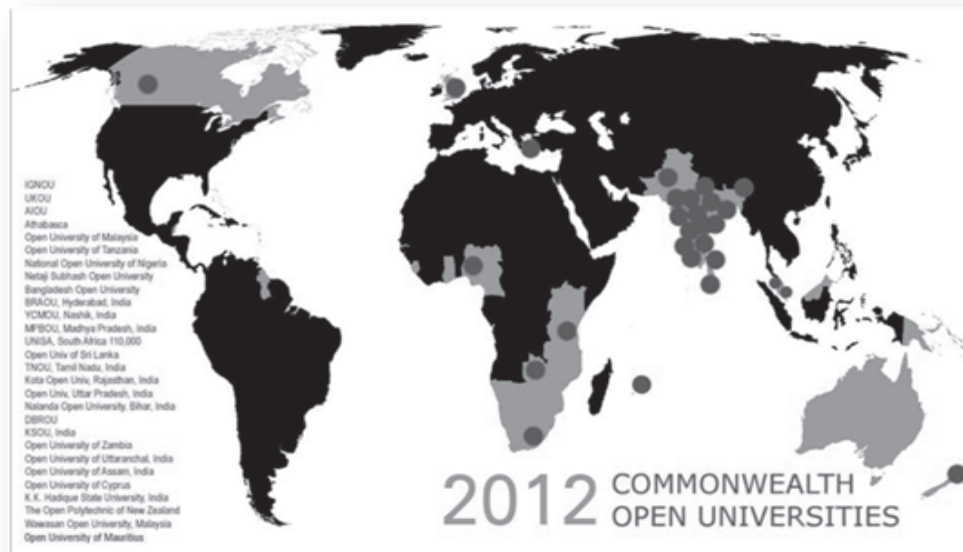 IGNOU
UKOU
AIOU
Athabasca
Open University of Malaysia
Open University of Tanzania
National Open University of Nigeria
Netaji Subhash Open University
Bangladesh Open University
BRAOU, Hyderabad, India
YCMOU, Nashik, India
MPBOU, Madhya Pradesh, India
UNISA, South Africa 110,000
Open Univ of Sri Lanka
TNOU, Tamil Nadu, India
Kota Open Univ, Rajasthan, India
Open Univ, Uttar Pradesh, India
Nalanda Open University, Bihar, India
DBROU
KSOU, India
Open University of Zambia
Open University of Uttaranchal, India
Open University of Assam, India
Open University of Cyprus
K.K. Hadique State University, India
The Open Polytechnic of New Zealand
Wawasan Open University, Malaysia
Open University of Mauritius
2012 COMMONWEALTH
OPEN UNIVERSITIES